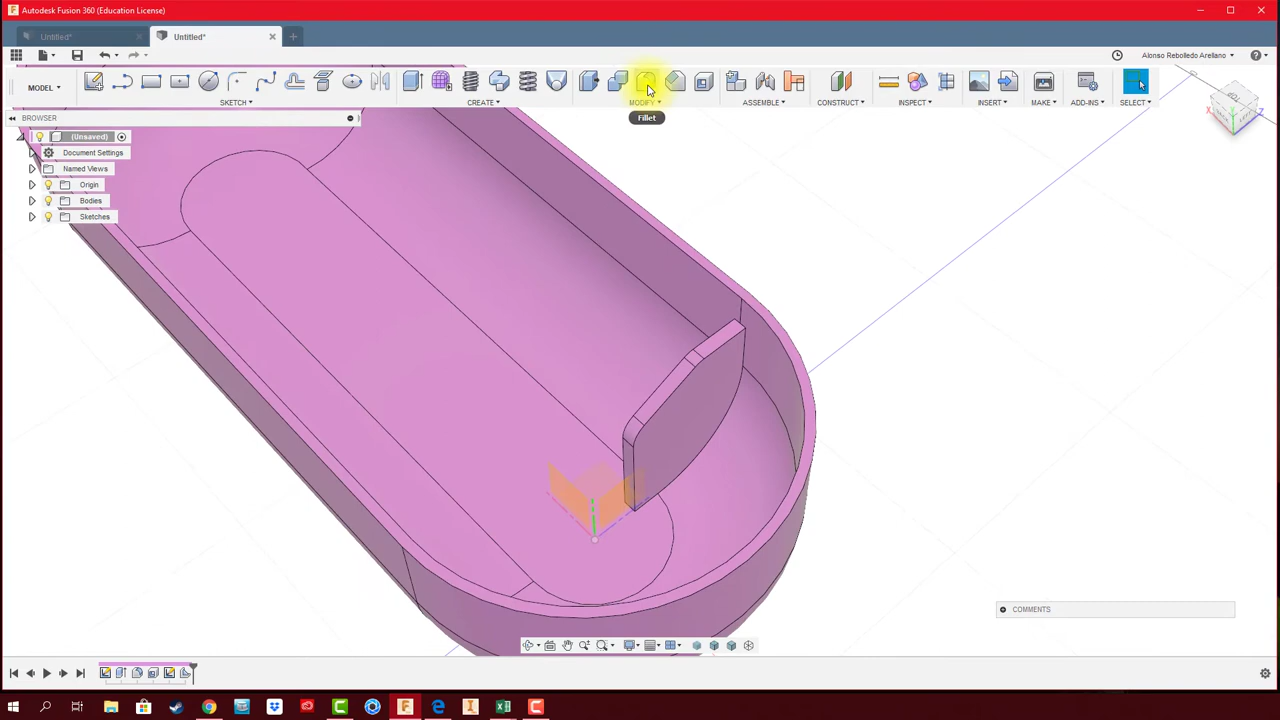 Autodesk Fusion 360 (Education License)
Untitled*
Untitled*
Alonso Rebolledo Arellano
MODEL
SKETCH
CREATE
MODIFY
ASSEMBLE
CONSTRUCT
INSPECT
INSERT
MAKE
ADD-INS
SELECT
Fillet
BROWSER
(Unsaved)
Document Settings
Named Views
Origin
Bodies
Sketches
X
Z
COMMENTS